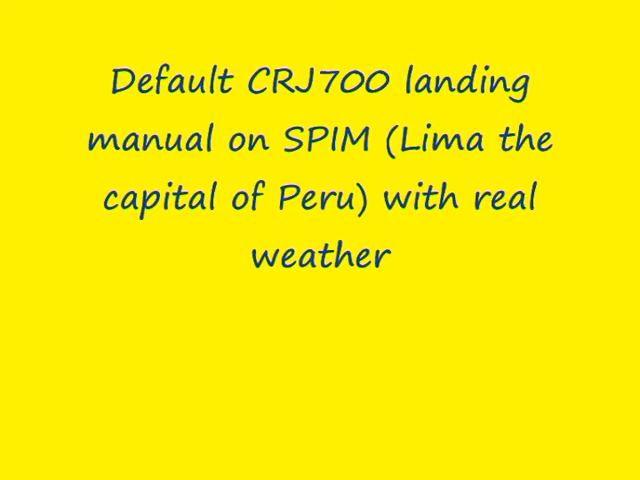 Default CRJ700 landing
manual on SPIM (Lima the
capital of Peru) with real
weather